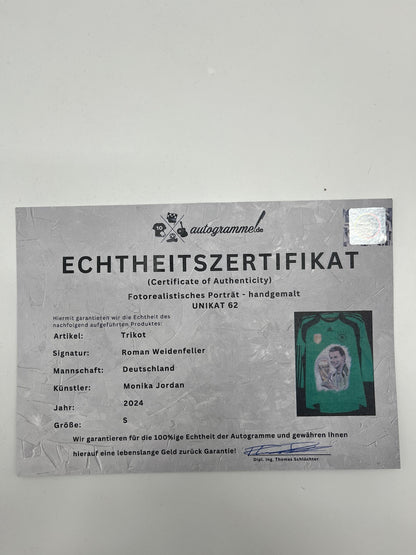 autogramme.de
ECHTHEITSZERTIFIKAT
(Certificate of Authenticity)
Fotorealistisches Porträt - handgemalt
UNIKAT 62
Hiermit garantieren wir die Echtheit des
nachfolgend aufgeführten Produktes:
Artikel: Trikot
Signatur: Roman Weidenfeller
Mannschaft: Deutschland
Künstler: Monika Jordan
Jahr: 2024
Größe: S
Wir garantieren für die 100%ige Echtheit der Autogramme und gewähren Ihnen
hierauf eine lebenslange Geld zurück Garantie!
Dipl. Ing. Thomas Schlächter